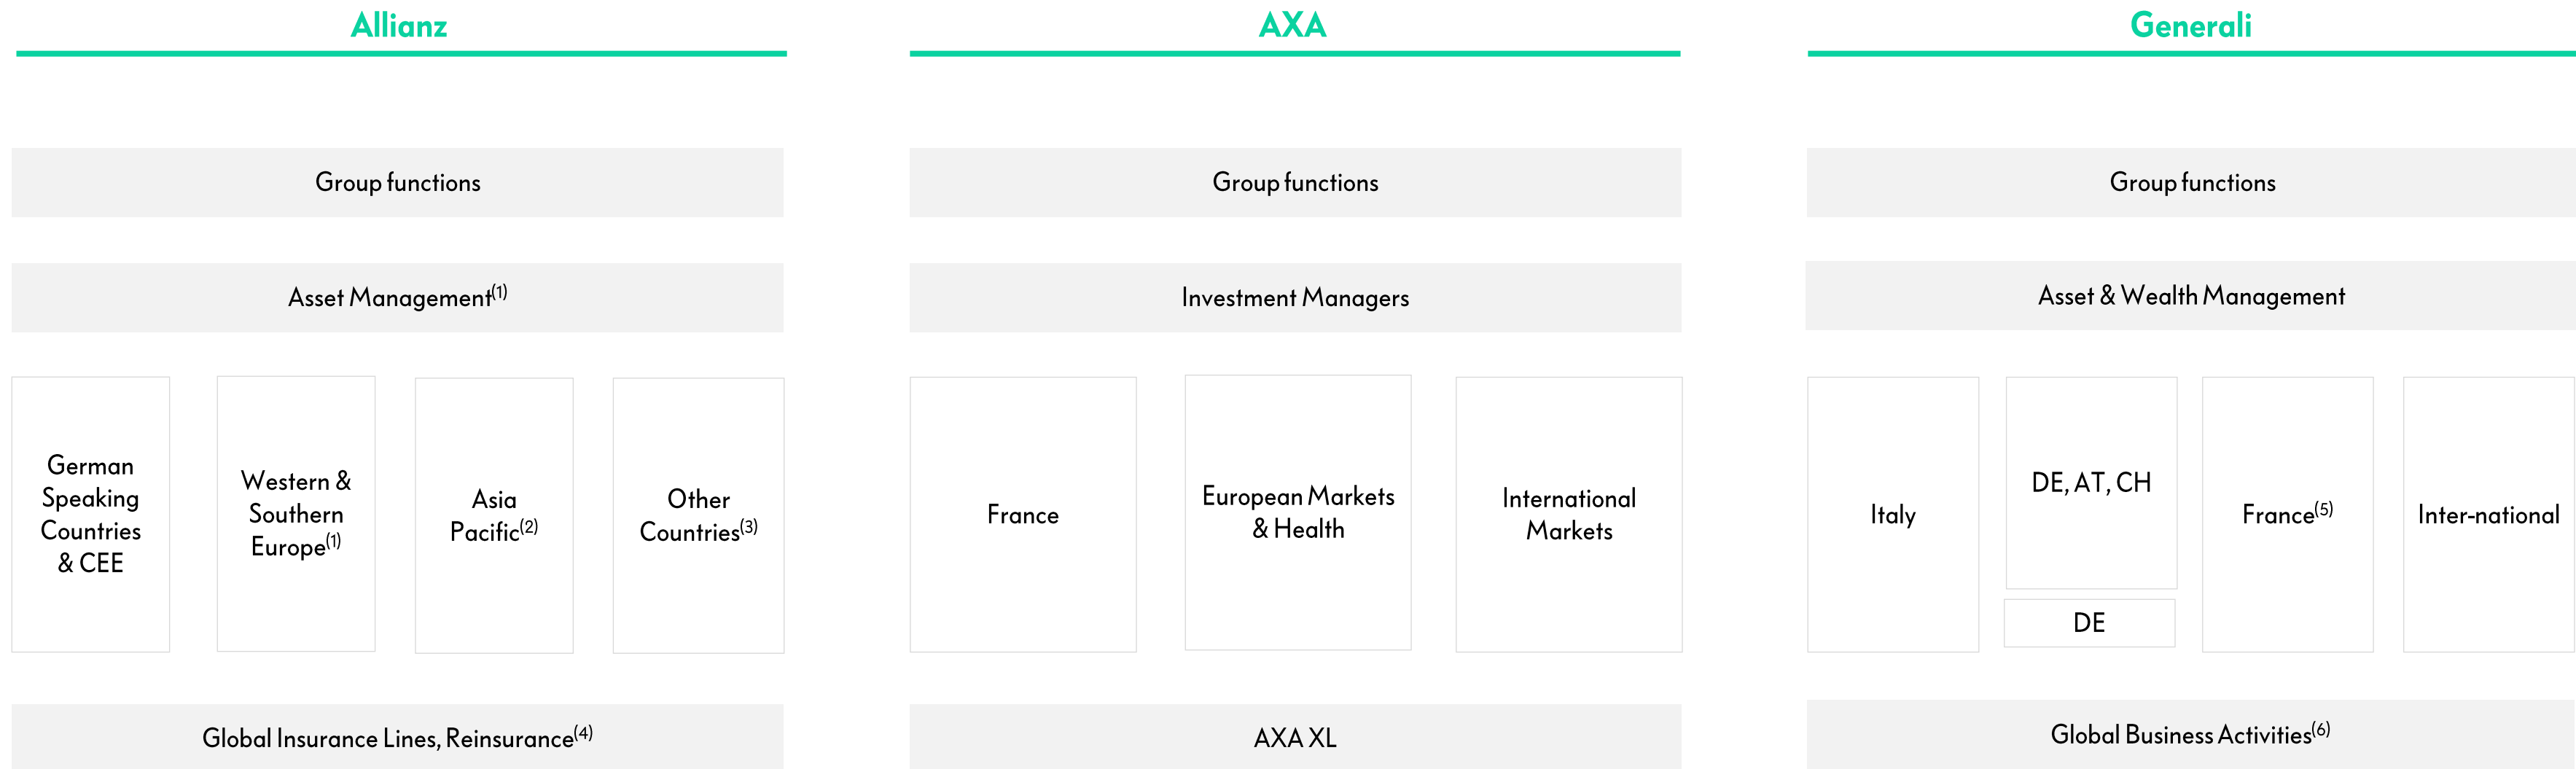 Allianz
AXA
Generali
Group functions
Group functions
Group functions
Asset Management(1)
Investment Managers
Asset & Wealth Management
German
Speaking
Countries
& CEE
Western &
Southern
Europe(1)
Asia
Pacific(2)
Other
Countries(3)
France
European Markets
& Health
International
Markets
Italy
DE, AT, CH
DE
France(5)
Inter-national
Global Insurance Lines, Reinsurance(4)
AXA XL
Global Business Activities(6)